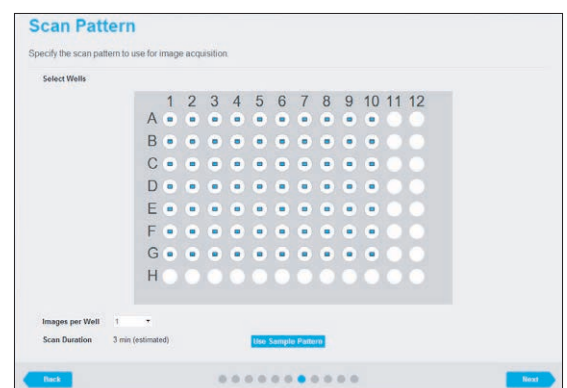 Scan Pattern
Specify the scan pattern to use for image acquisition.
Select Wells
1 2 3 4 5 6 7 8 9 10 11 12
A
B
C
D
E
F
G
H
Images per Well 1
Scan Duration 3 min (estimated) Use Sample Pattern
Back Next